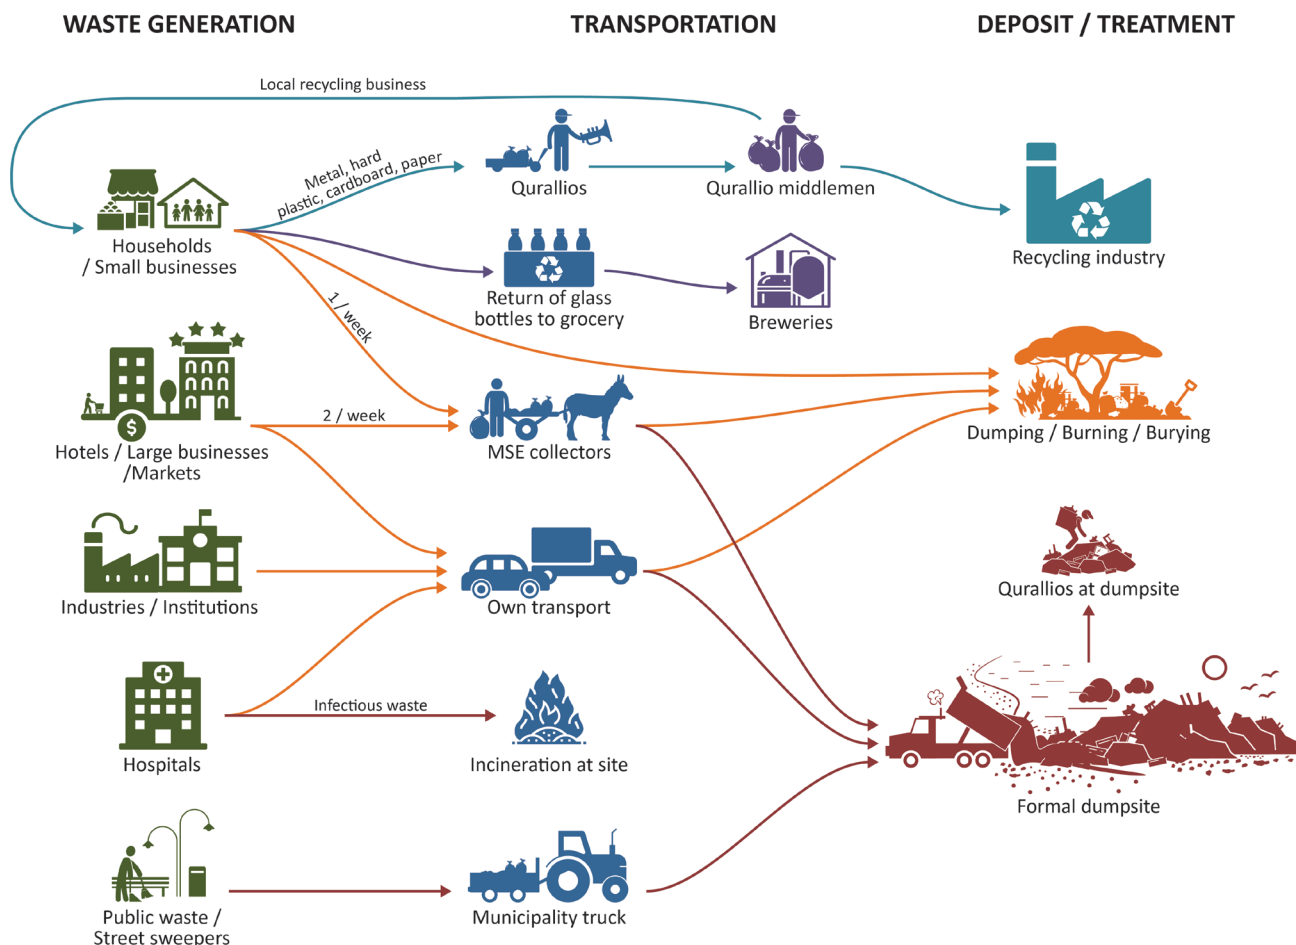 WASTE GENERATION
TRANSPORTATION
DEPOSIT / TREATMENT
Local recycling business
Metal, hard
plastic, cardboard, paper
Qurallios
Qurallio middlemen
Households
/ Small businesses
Recycling industry
Return of glass
bottles to grocery
Breweries
1 / week
2 / week
Hotels / Large businesses
/Markets
$
MSE collectors
Dumping / Burning / Burying
Industries / Institutions
Own transport
Qurallios at dumpsite
Infectious waste
Hospitals
Incineration at site
Formal dumpsite
Public waste /
Street sweepers
Municipality truck